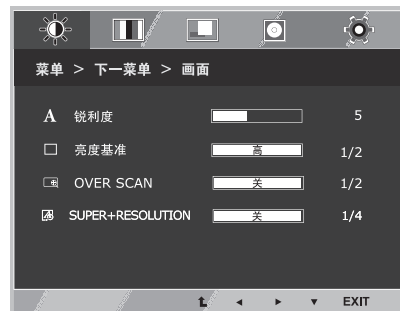 菜单 > 下一菜单 > 画面
A 锐利度 5
亮度基准 高 1/2
OVER SCAN 关 1/2
SUPER+RESOLUTION 关 1/4
EXIT